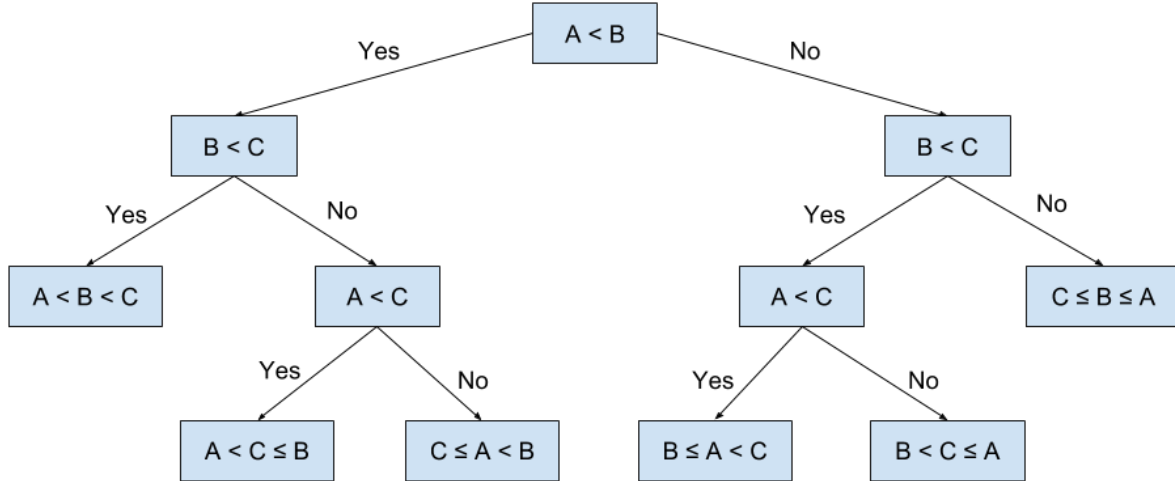 A < B
Yes
No
B < C
B < C
Yes
No
Yes
No
A < B < C
A < C
A < C
C ≤ B ≤ A
Yes
No
Yes
No
A < C ≤ B
C ≤ A < B
B ≤ A < C
B < C ≤ A